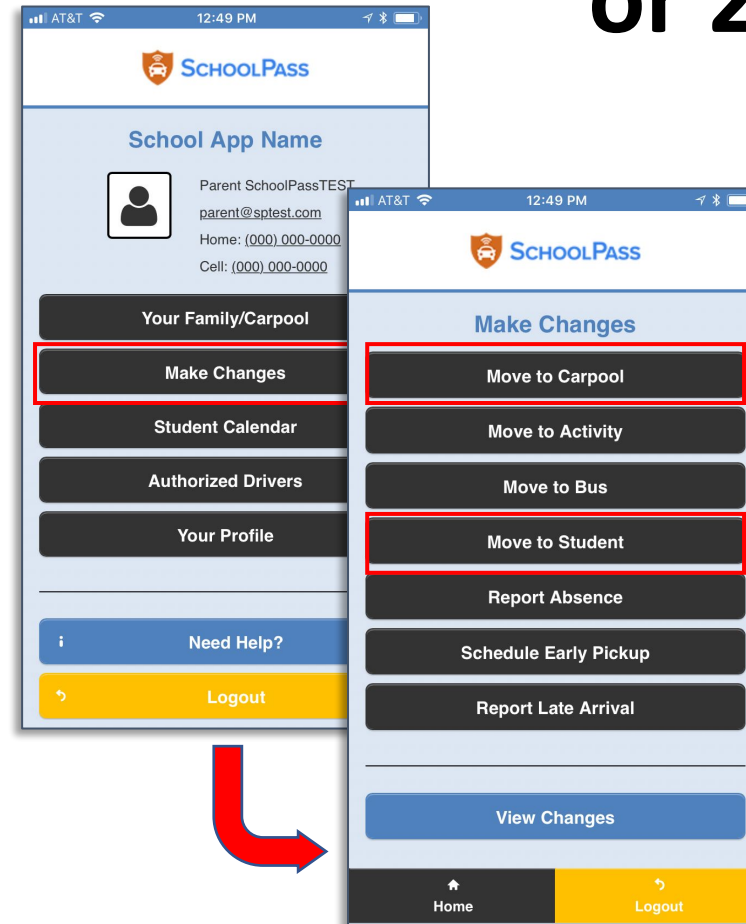 or 2
AT&T 12:49 PM
SCHOOLPASS
School App Name
Parent SchoolPassTEST
parent@sptest.com
Home: (000) 000-0000
Cell: (000) 000-0000
Your Family/Carpool
Make Changes
Student Calendar
Authorized Drivers
Your Profile
Need Help?
Logout
AT&T 12:49 PM
SCHOOLPASS
Make Changes
Move to Carpool
Move to Activity
Move to Bus
Move to Student
Report Absence
Schedule Early Pickup
Report Late Arrival
View Changes
Home Logout